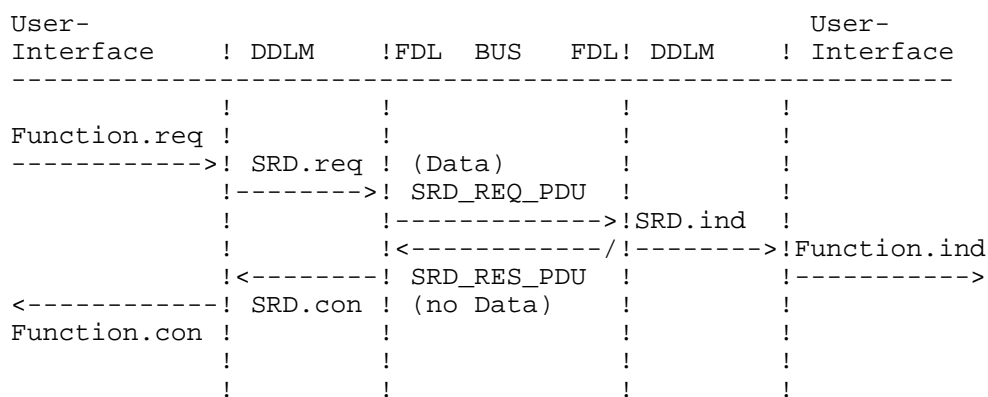 User-                                                User-
Interface    ! DDLM    !FDL  BUS   FDL! DDLM    ! Interface
-----------------------------------------------------------
             !         !              !         !
Function.req !         !              !         !
------------>! SRD.req ! (Data)       !         !
             !-------->! SRD_REQ_PDU  !         !
             !         !------------->!SRD.ind  !
             !         !<------------/!-------->!Function.ind
             !<--------! SRD_RES_PDU  !         !----------->
<------------! SRD.con ! (no Data)    !         !
Function.con !         !              !         !
             !         !              !         !
             !         !              !         !